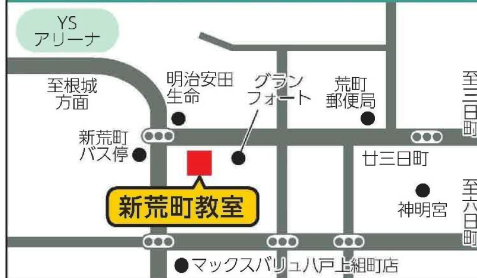 YS
アリーナ
至根城
方面
明治安田
生命
グラン
フォート
荒町
郵便局
至三日町
新荒町
バス停
廿三日町
新荒町教室
神明宮
至六日町
マックスバリュ八戸上組町店